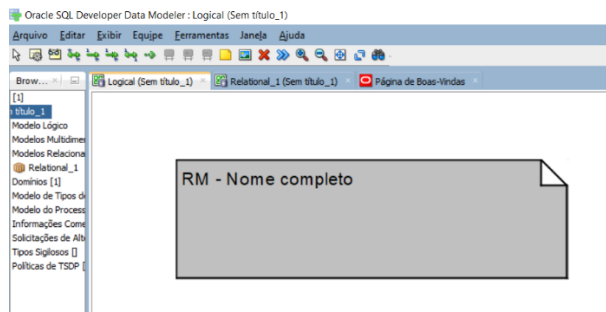 Oracle SQL Developer Data Modeler : Logical (Sem título_1)
Arquivo Editar Exibir Equipe Ferramentas Janela Ajuda
Brow... Logical (Sem título_1) Relational_1 (Sem título_1) Página de Boas-Vindas
[1]
título_1
Modelo Lógico
Modelos Multidime
Modelos Relaciona
Relational_1
Domínios [1]
Modelo de Tipos d
Modelo do Process
Informações Come
Solicitações de Alt
Tipos Sigilosos []
Políticas de TSDP [
RM - Nome completo